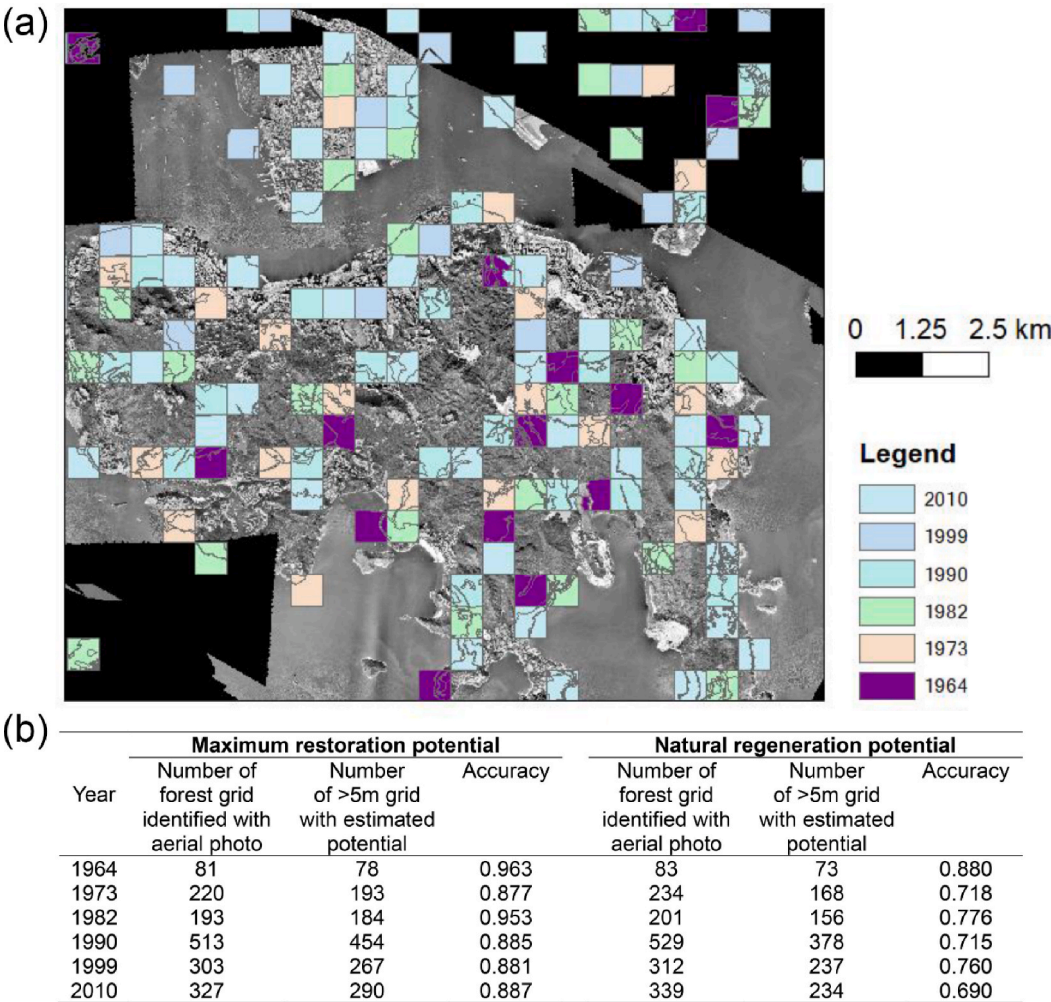 (a)
0 1.25 2.5 km
Legend
2010
1999
1990
1982
1973
1964
(b)
Maximum restoration potential Natural regeneration potential
Year Number of forest grid identified with aerial photo Number of >5m grid with estimated potential Accuracy Number of forest grid identified with aerial photo Number of >5m grid with estimated potential Accuracy
1964 81 78 0.963 83 73 0.880
1973 220 193 0.877 234 168 0.718
1982 193 184 0.953 201 156 0.776
1990 513 454 0.885 529 378 0.715
1999 303 267 0.881 312 237 0.760
2010 327 290 0.887 339 234 0.690